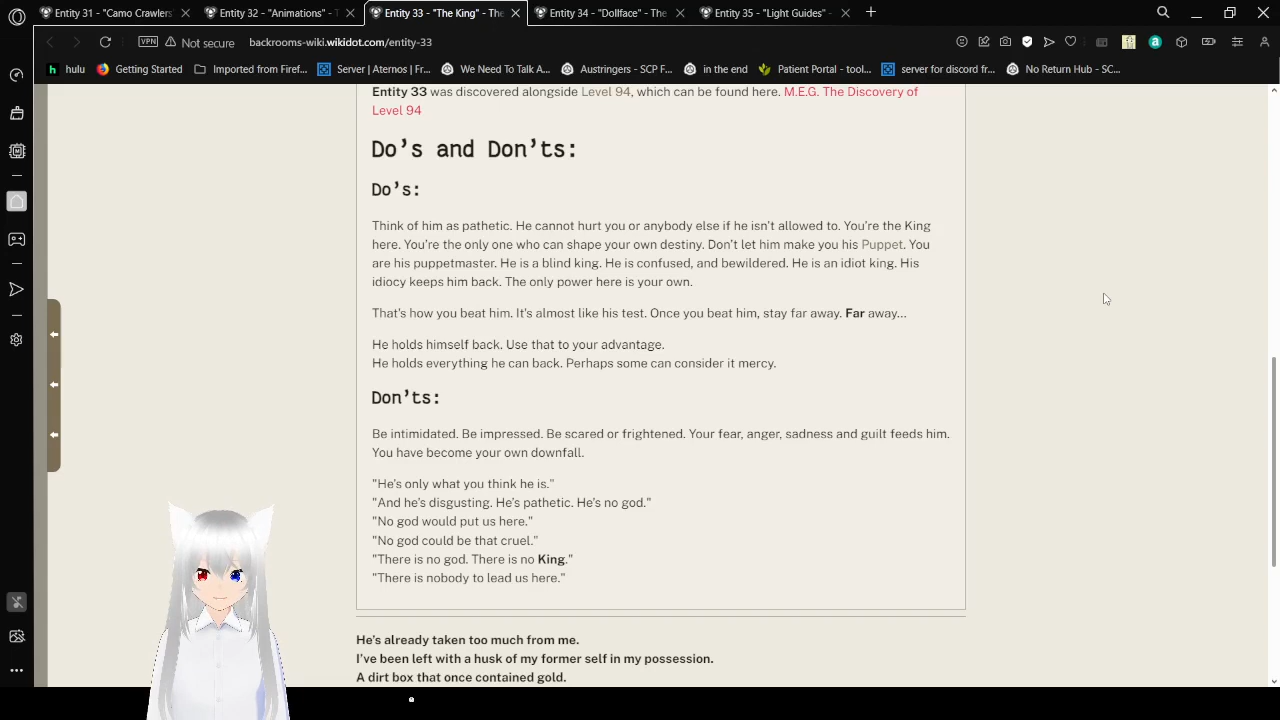 Entity 31 - "Camo Crawlers"
Entity 32 - "Animations" - T
Entity 33 - "The King" - The
Entity 34 - "Dollface" - The
Entity 35 - "Light Guides" -
VPN
Not secure
backrooms-wiki.wikidot.com/entity-33
hulu
Getting Started
Imported from Firef...
Server | Aternos | Fr...
We Need To Talk A...
Austringers - SCP F...
in the end
Patient Portal - tool...
server for discord fr...
No Return Hub - SC...
Entity 33 was discovered alongside Level 94, which can be found here. M.E.G. The Discovery of
Level 94
Do's and Don'ts:
Do's:
Think of him as pathetic. He cannot hurt you or anybody else if he isn't allowed to. You're the King
here. You're the only one who can shape your own destiny. Don't let him make you his Puppet. You
are his puppetmaster. He is a blind king. He is confused, and bewildered. He is an idiot king. His
idiocy keeps him back. The only power here is your own.
That's how you beat him. It's almost like his test. Once you beat him, stay far away. Far away...
He holds himself back. Use that to your advantage.
He holds everything he can back. Perhaps some can consider it mercy.
Don'ts:
Be intimidated. Be impressed. Be scared or frightened. Your fear, anger, sadness and guilt feeds him.
You have become your own downfall.
"He's only what you think he is."
"And he's disgusting. He's pathetic. He's no god."
"No god would put us here."
"No god could be that cruel."
"There is no god. There is no King."
"There is nobody to lead us here."
He's already taken too much from me.
I've been left with a husk of my former self in my possession.
A dirt box that once contained gold.